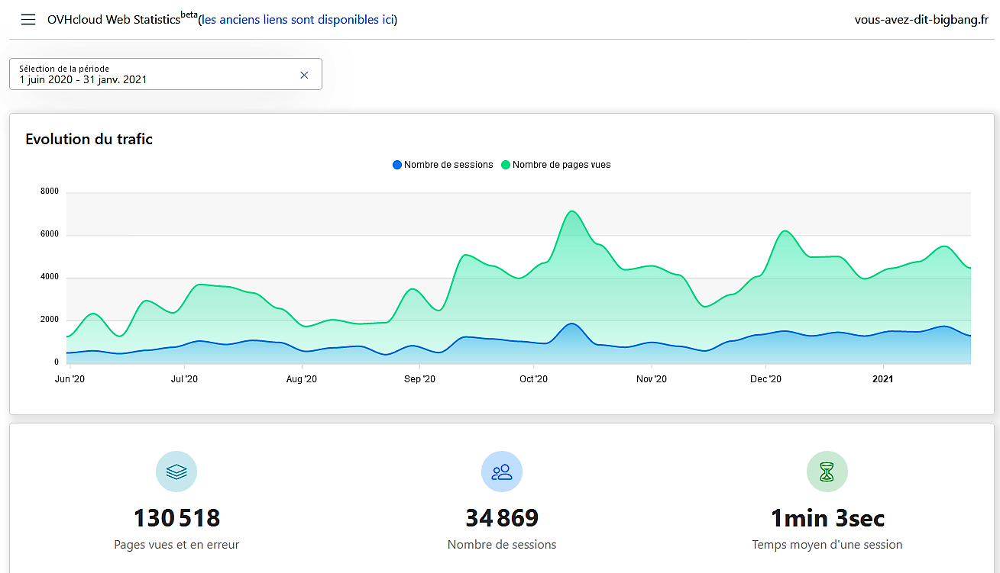 OVHcloud Web Statistics beta (les anciens liens sont disponibles ici)
vous-avez-dit-bigbang.fr
Sélection de la période
1 juin 2020 - 31 janv. 2021
Evolution du trafic
Nombre de sessions Nombre de pages vues
8000
6000
4000
2000
0
Jun '20 Jul '20 Aug '20 Sep '20 Oct '20 Nov '20 Dec '20 2021
130 518 34 869 1min 3sec
Pages vues et en erreur Nombre de sessions Temps moyen d'une session